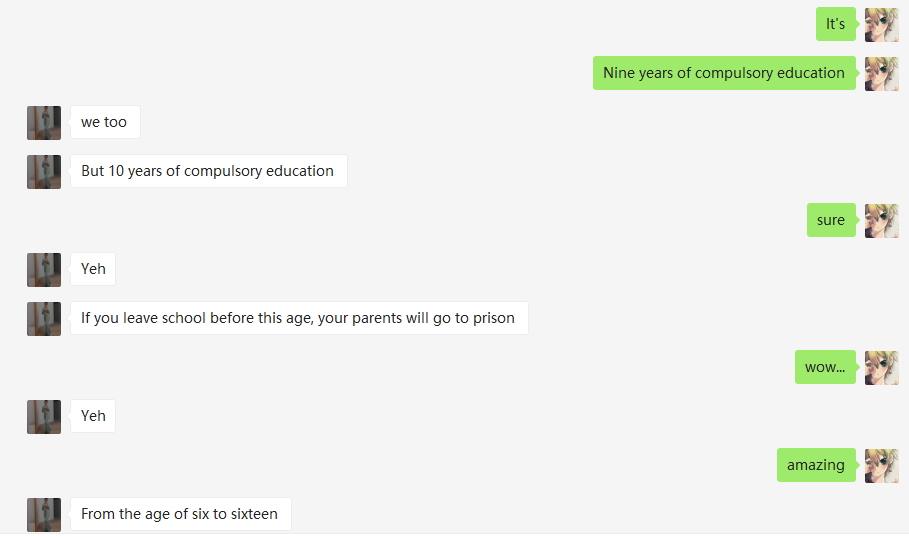 It's
Nine years of compulsory education
we too
But 10 years of compulsory education
sure
Yeh
If you leave school before this age, your parents will go to prison
wow...
Yeh
amazing
From the age of six to sixteen